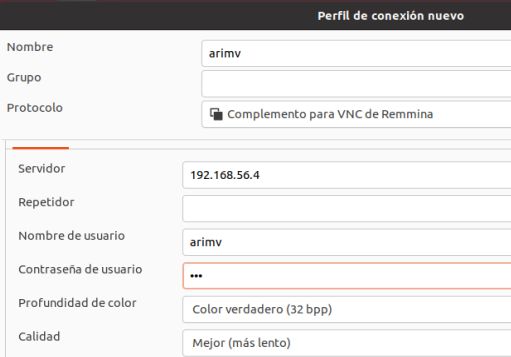 Perfil de conexión nuevo
Nombre arimv
Grupo
Protocolo Complemento para VNC de Remmina
Servidor 192.168.56.4
Repetidor
Nombre de usuario arimv
Contraseña de usuario •••
Profundidad de color Color verdadero (32 bpp)
Calidad Mejor (más lento)